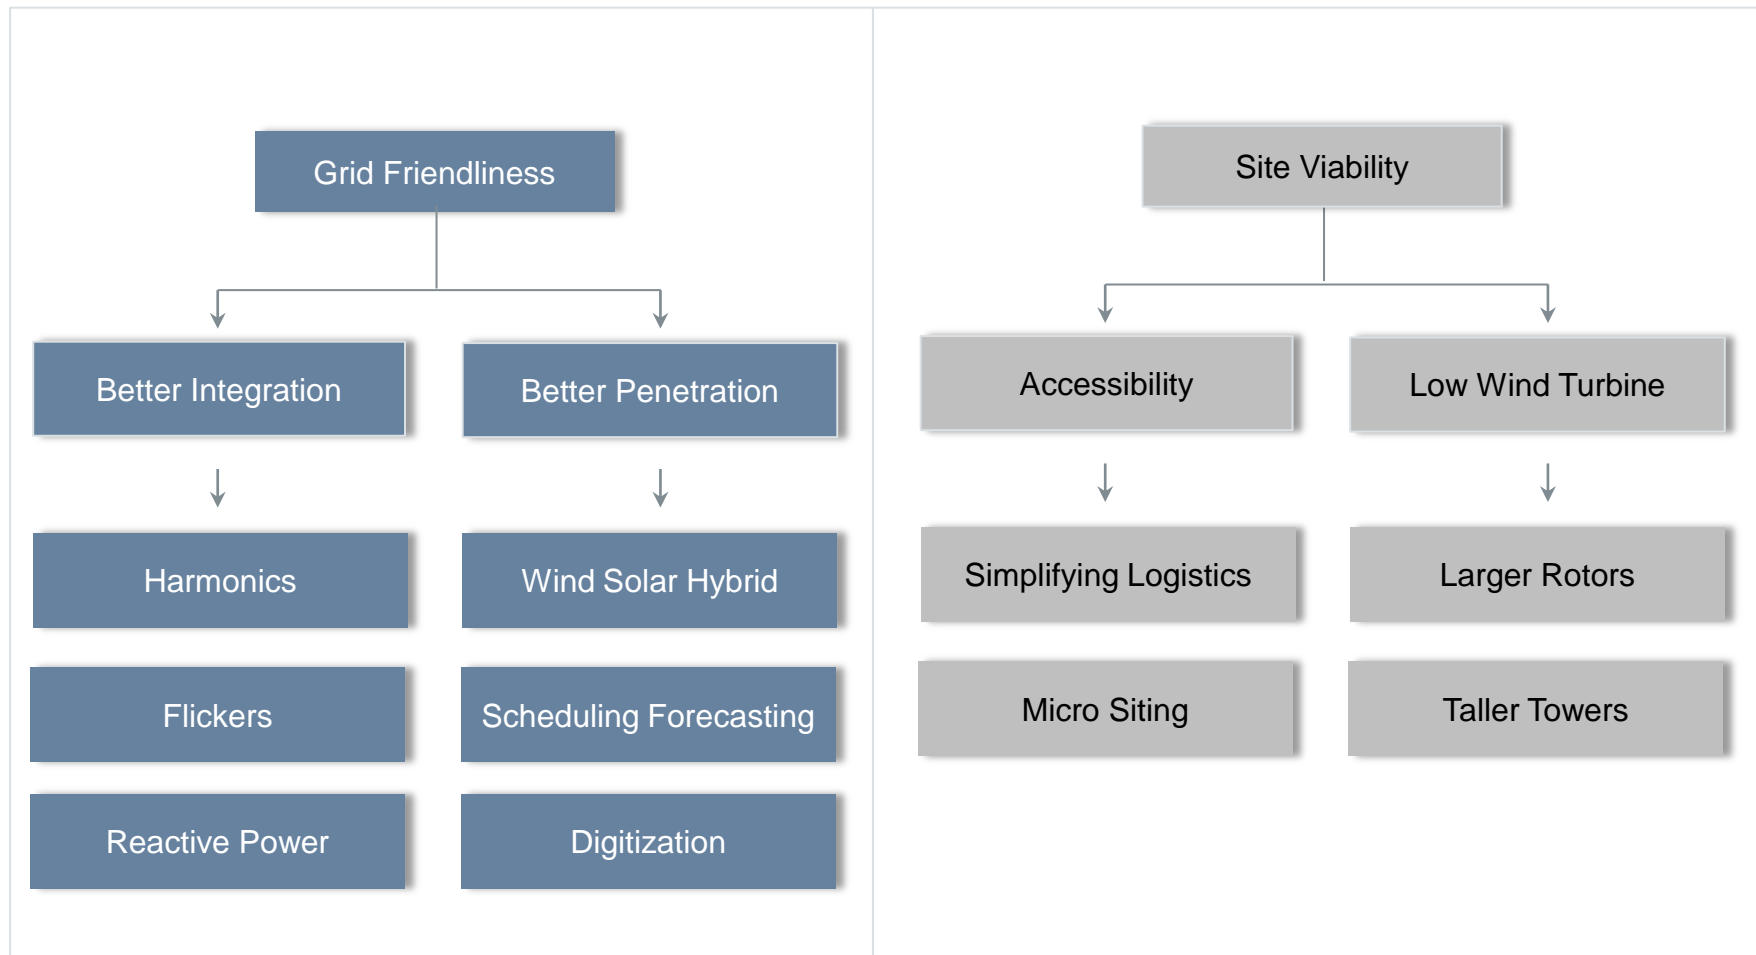 Grid Friendliness
Better Integration
Better Penetration
Harmonics
Wind Solar Hybrid
Flickers
Scheduling Forecasting
Reactive Power
Digitization
Site Viability
Accessibility
Low Wind Turbine
Simplifying Logistics
Larger Rotors
Micro Siting
Taller Towers